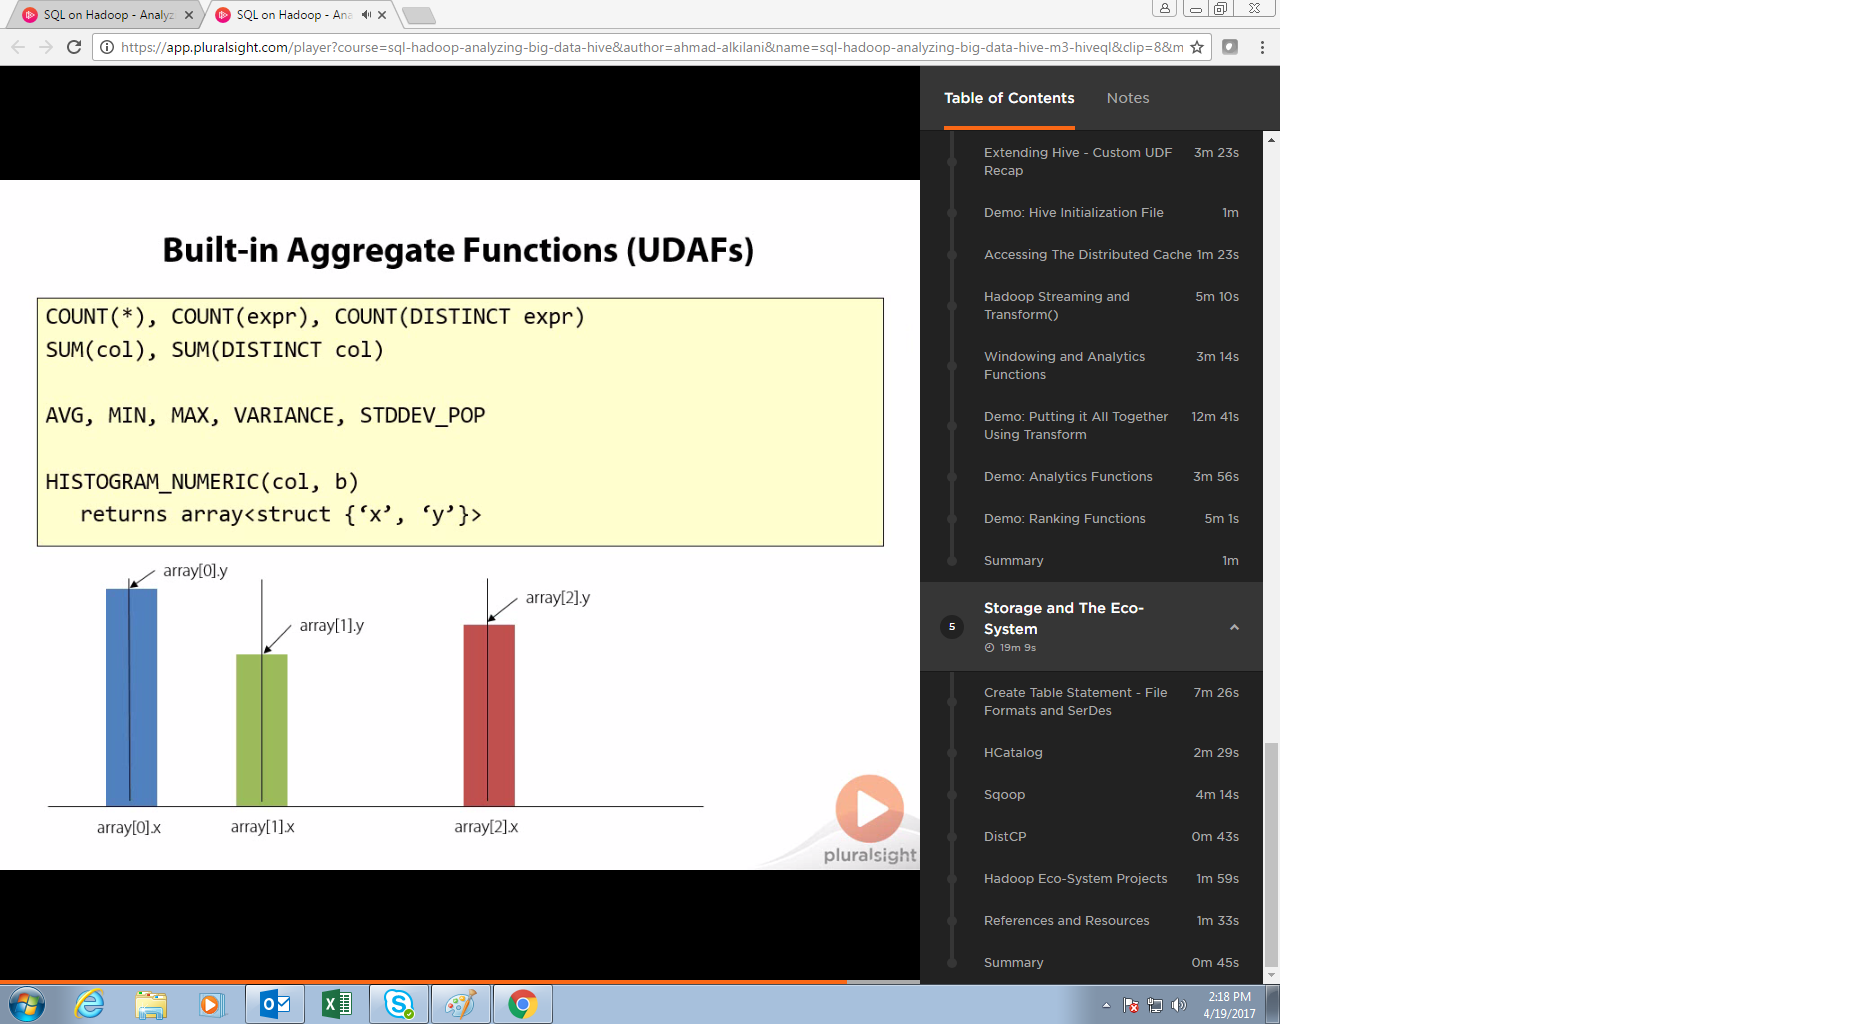 SQL on Hadoop - Analyz
SQL on Hadoop - Ana
https://app.pluralsight.com/player?course=sql-hadoop-analyzing-big-data-hive&author=ahmad-alkilani&name=sql-hadoop-analyzing-big-data-hive-m3-hiveql&clip=8&m
Built-in Aggregate Functions (UDAFs)
COUNT(*), COUNT(expr), COUNT(DISTINCT expr)
SUM(col), SUM(DISTINCT col)
AVG, MIN, MAX, VARIANCE, STDDEV_POP
HISTOGRAM_NUMERIC(col, b)
returns array<struct {‘x’, ‘y’}>
array[0].y
array[1].y
array[2].y
array[0].x
array[1].x
array[2].x
pluralsight
Table of Contents
Notes
Extending Hive - Custom UDF 3m 23s
Recap
Demo: Hive Initialization File 1m
Accessing The Distributed Cache 1m 23s
Hadoop Streaming and 5m 10s
Transform()
Windowing and Analytics 3m 14s
Functions
Demo: Putting it All Together 12m 41s
Using Transform
Demo: Analytics Functions 3m 56s
Demo: Ranking Functions 5m 1s
Summary 1m
5
Storage and The Eco-
System
19m 9s
Create Table Statement - File 7m 26s
Formats and SerDes
HCatalog 2m 29s
Sqoop 4m 14s
DistCP 0m 43s
Hadoop Eco-System Projects 1m 59s
References and Resources 1m 33s
Summary 0m 45s
2:18 PM
4/19/2017